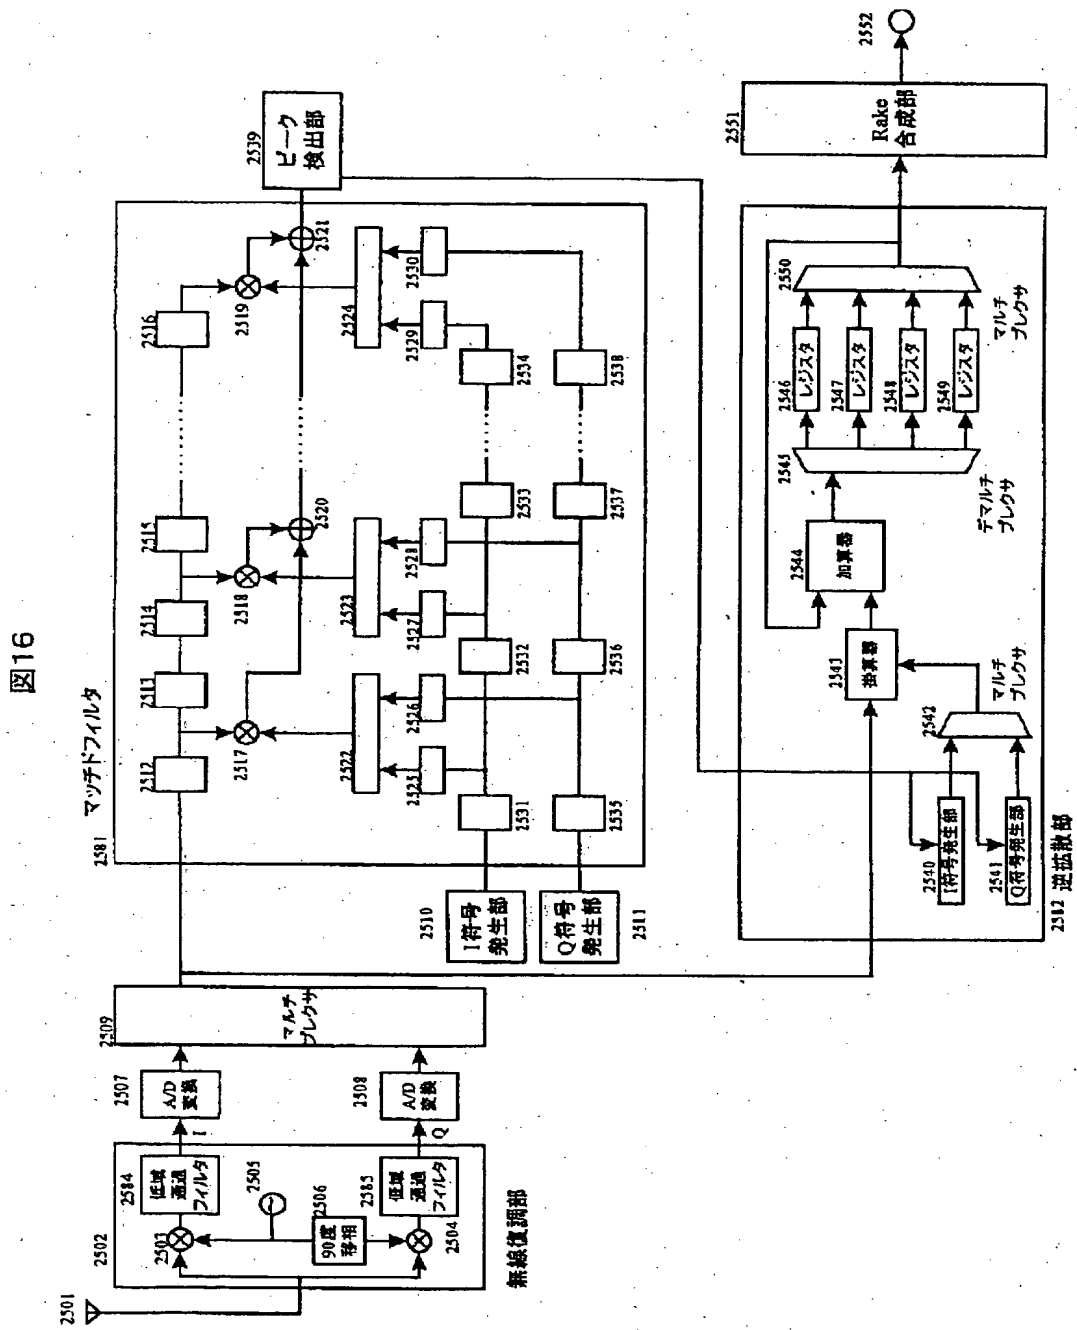 図16
2501
2502
2503
2504
2505
2506
90度
移相
2584
低域
通過
フィルタ
2585
低域
通過
フィルタ
無線復調部
I
Q
2507
A/D
変換
2508
A/D
変換
2509
マルチ
プレクサ
2581
マッチドフィルタ
2510
I符号
発生部
Q符号
発生部
2511
2512
2513
2514
2515
2516
2517
2518
2519
2520
2521
2522
2523
2524
2525
2526
2527
2528
2529
2530
2531
2532
2533
2534
2535
2536
2537
2538
2539
ピーク
検出部
2540
I符号発生部
2541
Q符号発生部
2542
マルチ
プレクサ
2543
掛算器
2544
加算器
2545
デマルチ
プレクサ
2546
レジスタ
2547
レジスタ
2548
レジスタ
2549
レジスタ
2550
マルチ
プレクサ
2582 逆拡散部
2551
Rake
合成部
2552